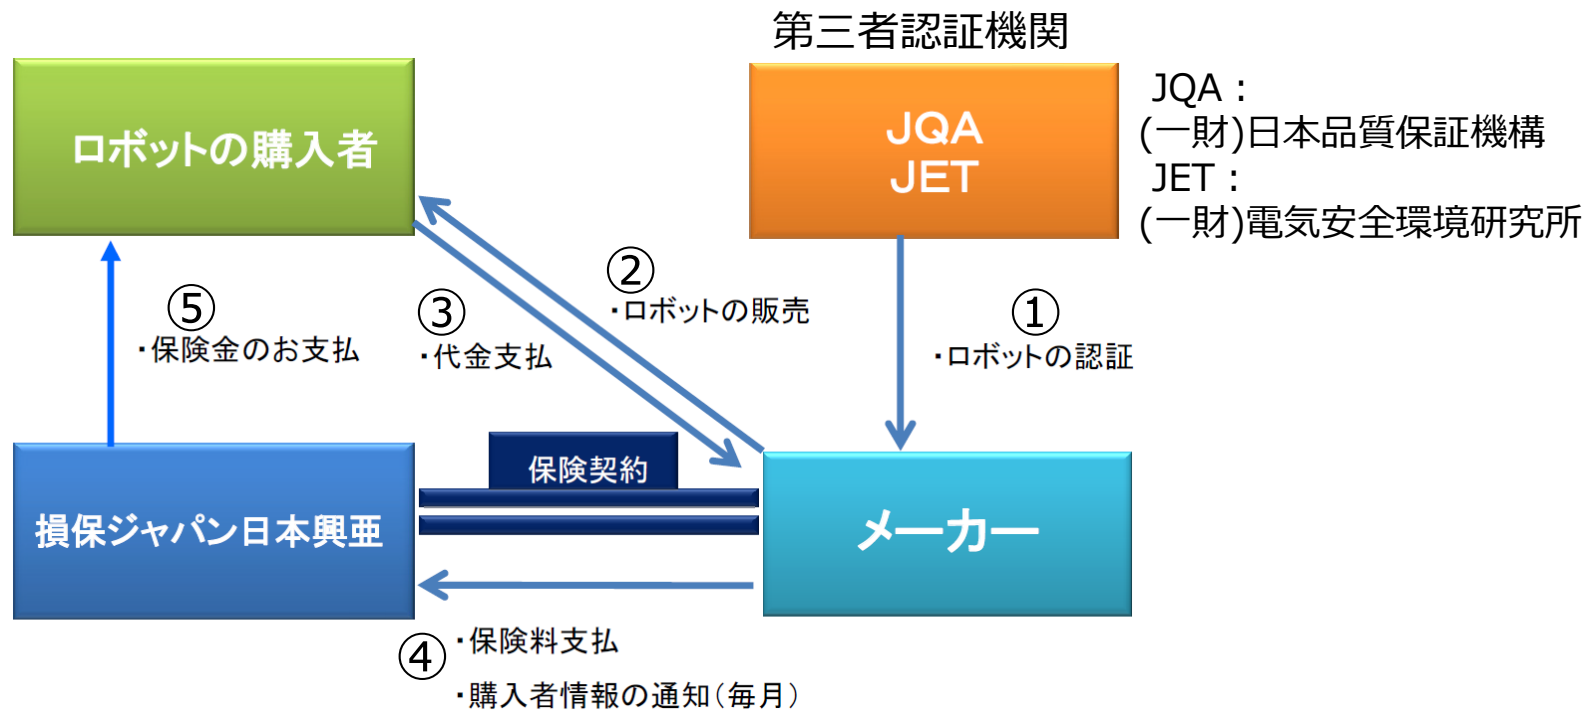 第三者認証機関
ロボットの購入者
JQA
JET
JQA：
(一財)日本品質保証機構
JET：
(一財)電気安全環境研究所
②
・ロボットの販売
⑤
・保険金のお支払
③
・代金支払
①
・ロボットの認証
保険契約
損保ジャパン日本興亜
メーカー
④
・保険料支払
・購入者情報の通知（毎月）